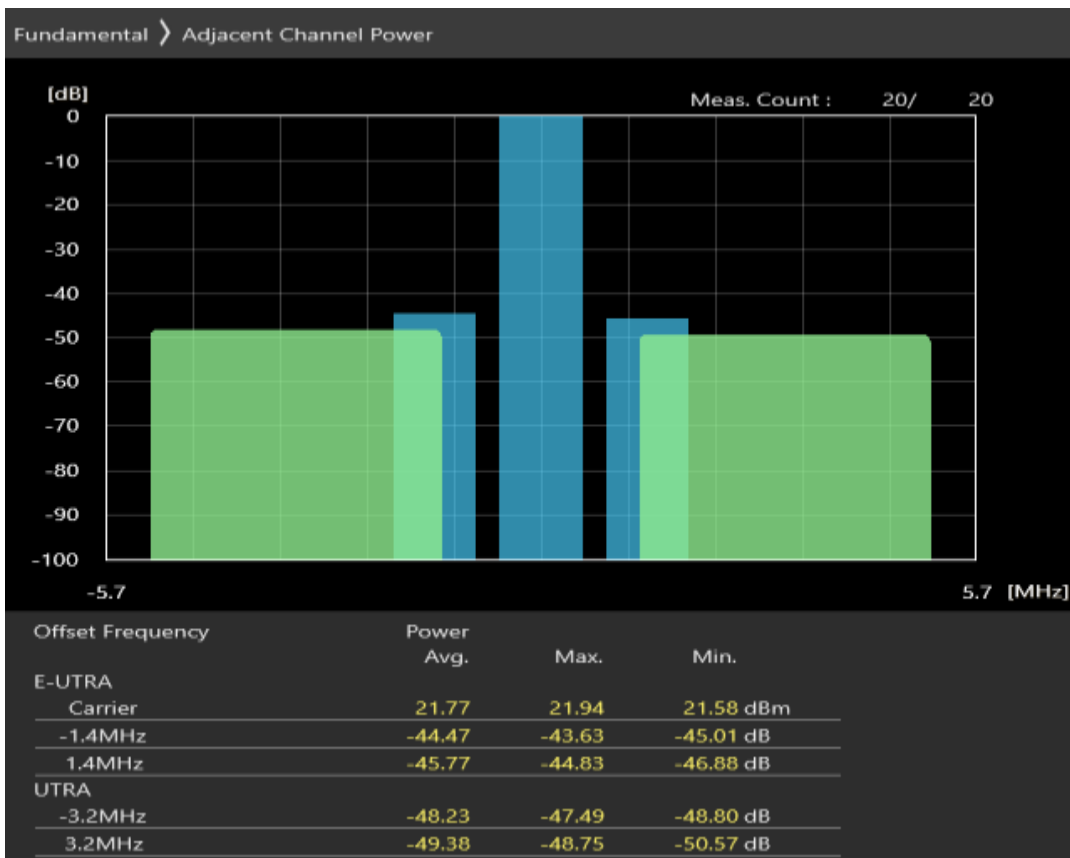 Fundamental 〉 Adjacent Channel Power
[dB]
Meas. Count : 20/ 20
0
-10
-20
-30
-40
-50
-60
-70
-80
-90
-100
-5.7 5.7 [MHz]
Offset Frequency Power
Avg. Max. Min.
E-UTRA
Carrier 21.77 21.94 21.58 dBm
-1.4MHz -44.47 -43.63 -45.01 dB
1.4MHz -45.77 -44.83 -46.88 dB
UTRA
-3.2MHz -48.23 -47.49 -48.80 dB
3.2MHz -49.38 -48.75 -50.57 dB